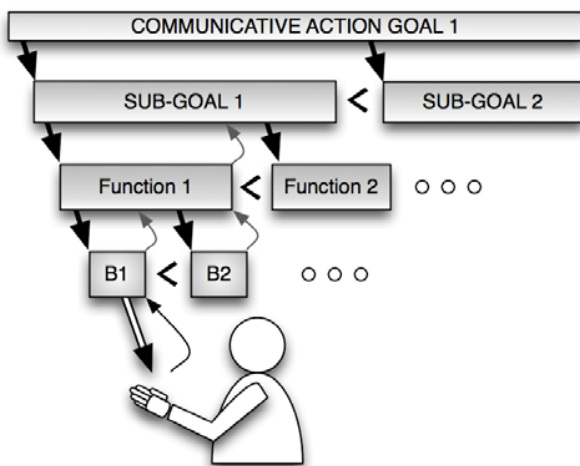 COMMUNICATIVE ACTION GOAL 1
SUB-GOAL 1 < SUB-GOAL 2
Function 1 < Function 2 ○ ○ ○
B1 < B2 ○ ○ ○